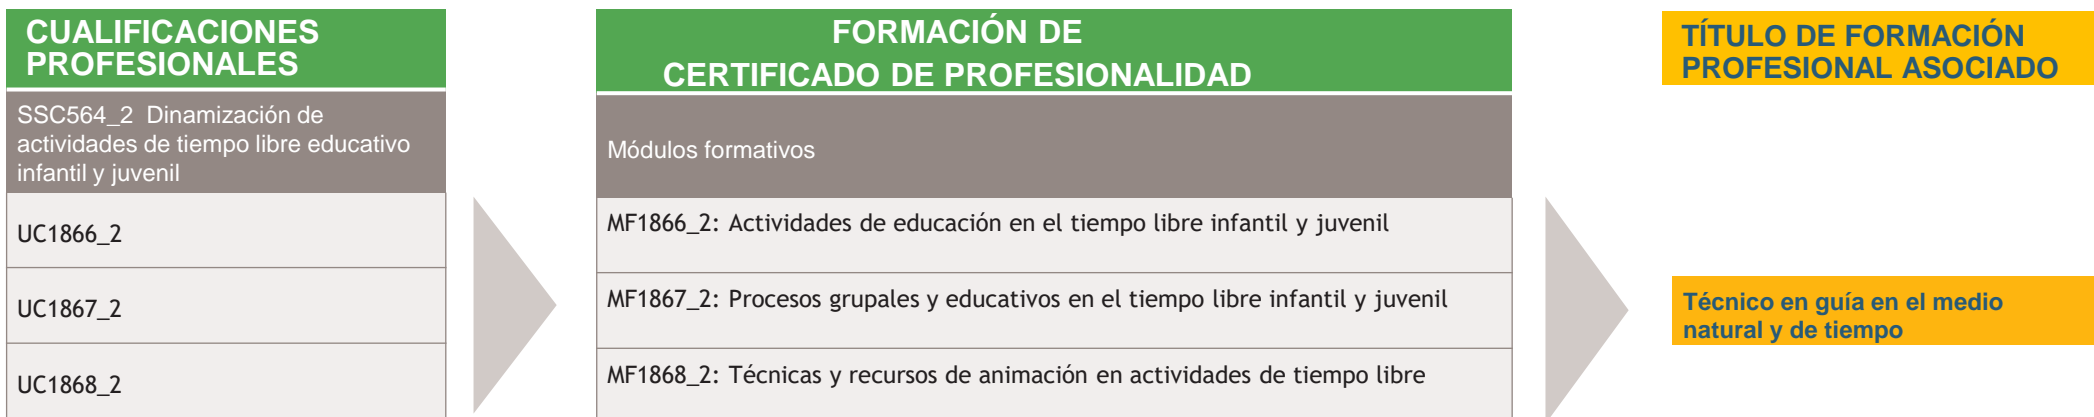 CUALIFICACIONES
PROFESIONALES
SSC564_2 Dinamización de
actividades de tiempo libre educativo
infantil y juvenil
UC1866_2
UC1867_2
UC1868_2
FORMACIÓN DE
CERTIFICADO DE PROFESIONALIDAD
Módulos formativos
MF1866_2: Actividades de educación en el tiempo libre infantil y juvenil
MF1867_2: Procesos grupales y educativos en el tiempo libre infantil y juvenil
MF1868_2: Técnicas y recursos de animación en actividades de tiempo libre
TÍTULO DE FORMACIÓN
PROFESIONAL ASOCIADO
Técnico en guía en el medio
natural y de tiempo